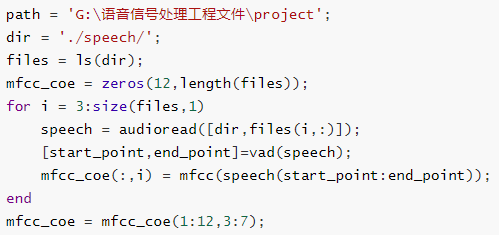 path = 'G:\语音信号处理工程文件\project';
dir = './speech/';
files = ls(dir);
mfcc_coe = zeros(12,length(files));
for i = 3:size(files,1)
    speech = audioread([dir,files(i,:)]);
    [start_point,end_point]=vad(speech);
    mfcc_coe(:,i) = mfcc(speech(start_point:end_point));
end
mfcc_coe = mfcc_coe(1:12,3:7);